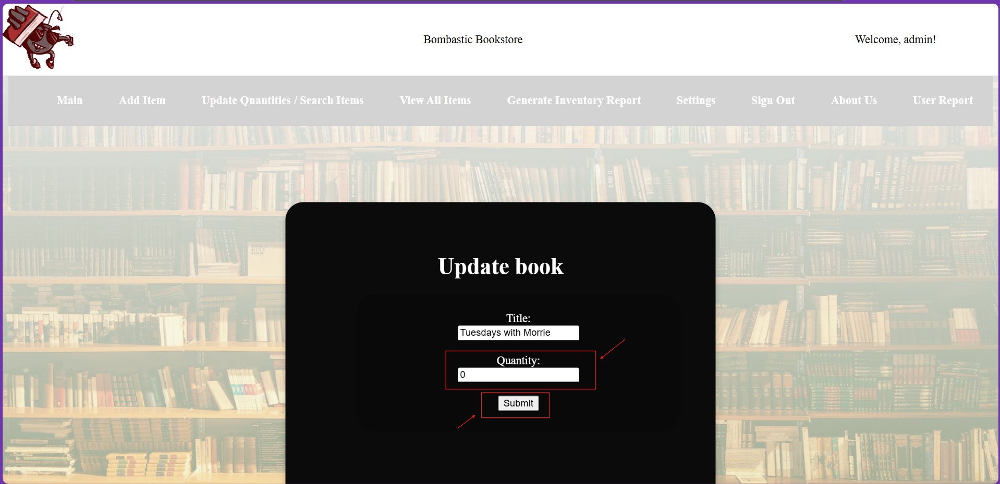 Bombastic Bookstore
Welcome, admin!
Main
Add Item
Update Quantities / Search Items
View All Items
Generate Inventory Report
Settings
Sign Out
About Us
User Report
Update book
Title:
Tuesdays with Morrie
Quantity:
0
Submit